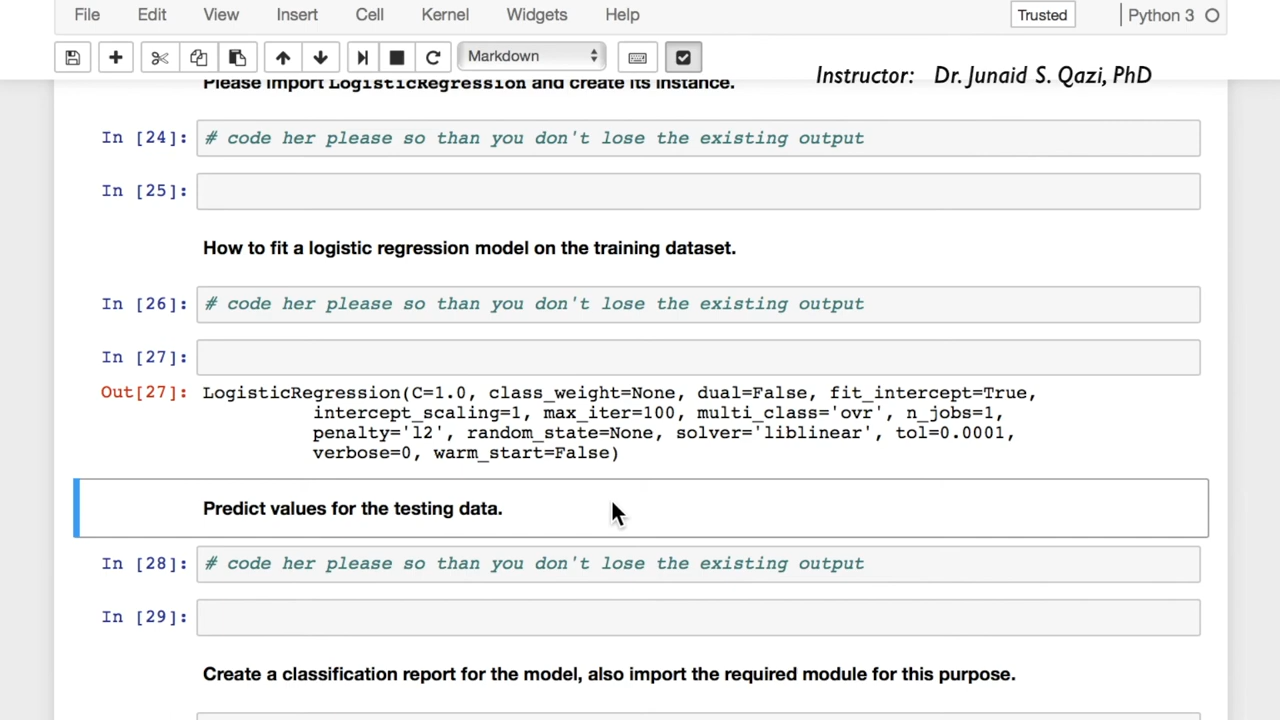 File Edit View Insert Cell Kernel Widgets Help Trusted Python 3
Markdown
Instructor: Dr. Junaid S. Qazi, PhD
Please import LogisticRegression and create its instance.
In [24]: # code her please so than you don't lose the existing output
In [25]:
How to fit a logistic regression model on the training dataset.
In [26]: # code her please so than you don't lose the existing output
In [27]:
Out[27]: LogisticRegression(C=1.0, class_weight=None, dual=False, fit_intercept=True,
intercept_scaling=1, max_iter=100, multi_class='ovr', n_jobs=1,
penalty='l2', random_state=None, solver='liblinear', tol=0.0001,
verbose=0, warm_start=False)
Predict values for the testing data.
In [28]: # code her please so than you don't lose the existing output
In [29]:
Create a classification report for the model, also import the required module for this purpose.